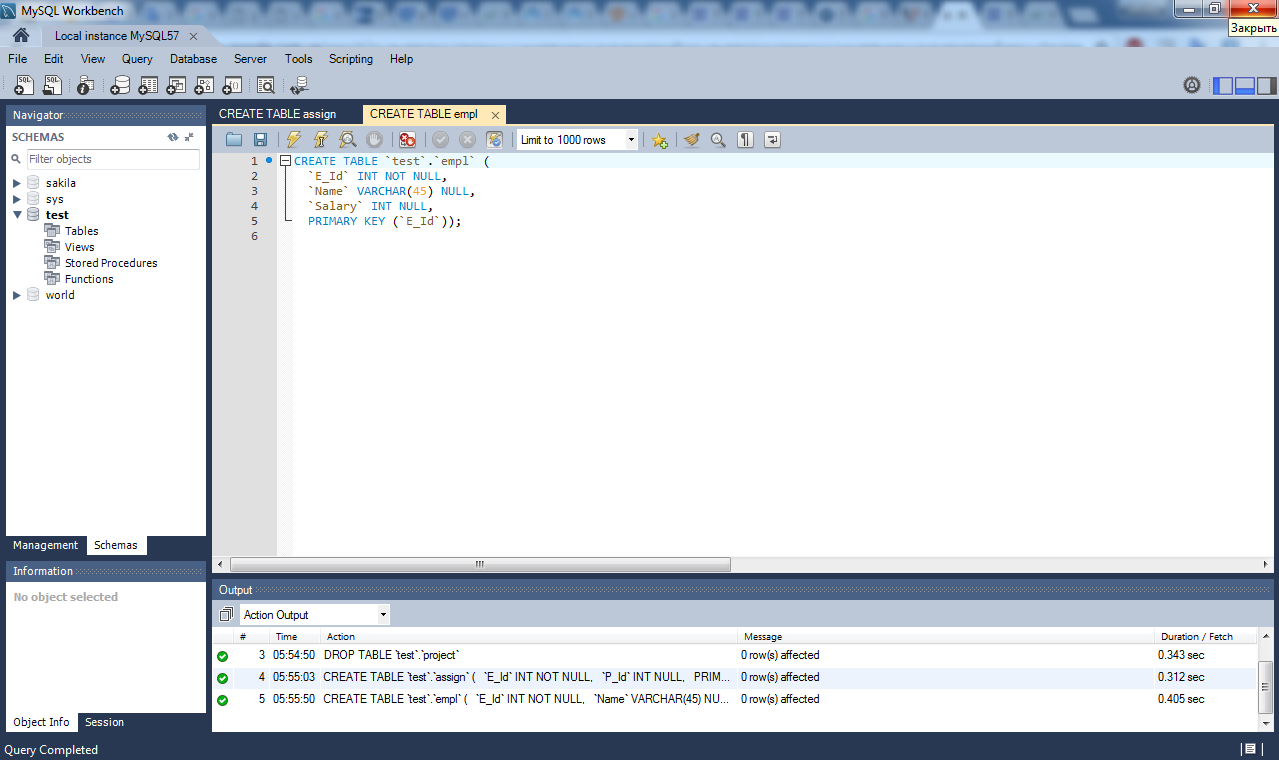 MySQL Workbench
Закрыть
Local instance MySQL57
File Edit View Query Database Server Tools Scripting Help
Navigator
SCHEMAS
Filter objects
sakila
sys
test
Tables
Views
Stored Procedures
Functions
world
Management Schemas
Information
No object selected
Object Info Session
CREATE TABLE assign CREATE TABLE empl
Limit to 1000 rows
1 CREATE TABLE `test`.`empl` (
2 `E_Id` INT NOT NULL,
3 `Name` VARCHAR(45) NULL,
4 `Salary` INT NULL,
5 PRIMARY KEY (`E_Id`));
6
Output
Action Output
# Time Action Message Duration / Fetch
3 05:54:50 DROP TABLE `test`.`project` 0 row(s) affected 0.343 sec
4 05:55:03 CREATE TABLE `test`.`assign` ( `E_Id` INT NOT NULL, `P_Id` INT NULL, PRIM... 0 row(s) affected 0.312 sec
5 05:55:50 CREATE TABLE `test`.`empl` ( `E_Id` INT NOT NULL, `Name` VARCHAR(45) NU... 0 row(s) affected 0.405 sec
Query Completed